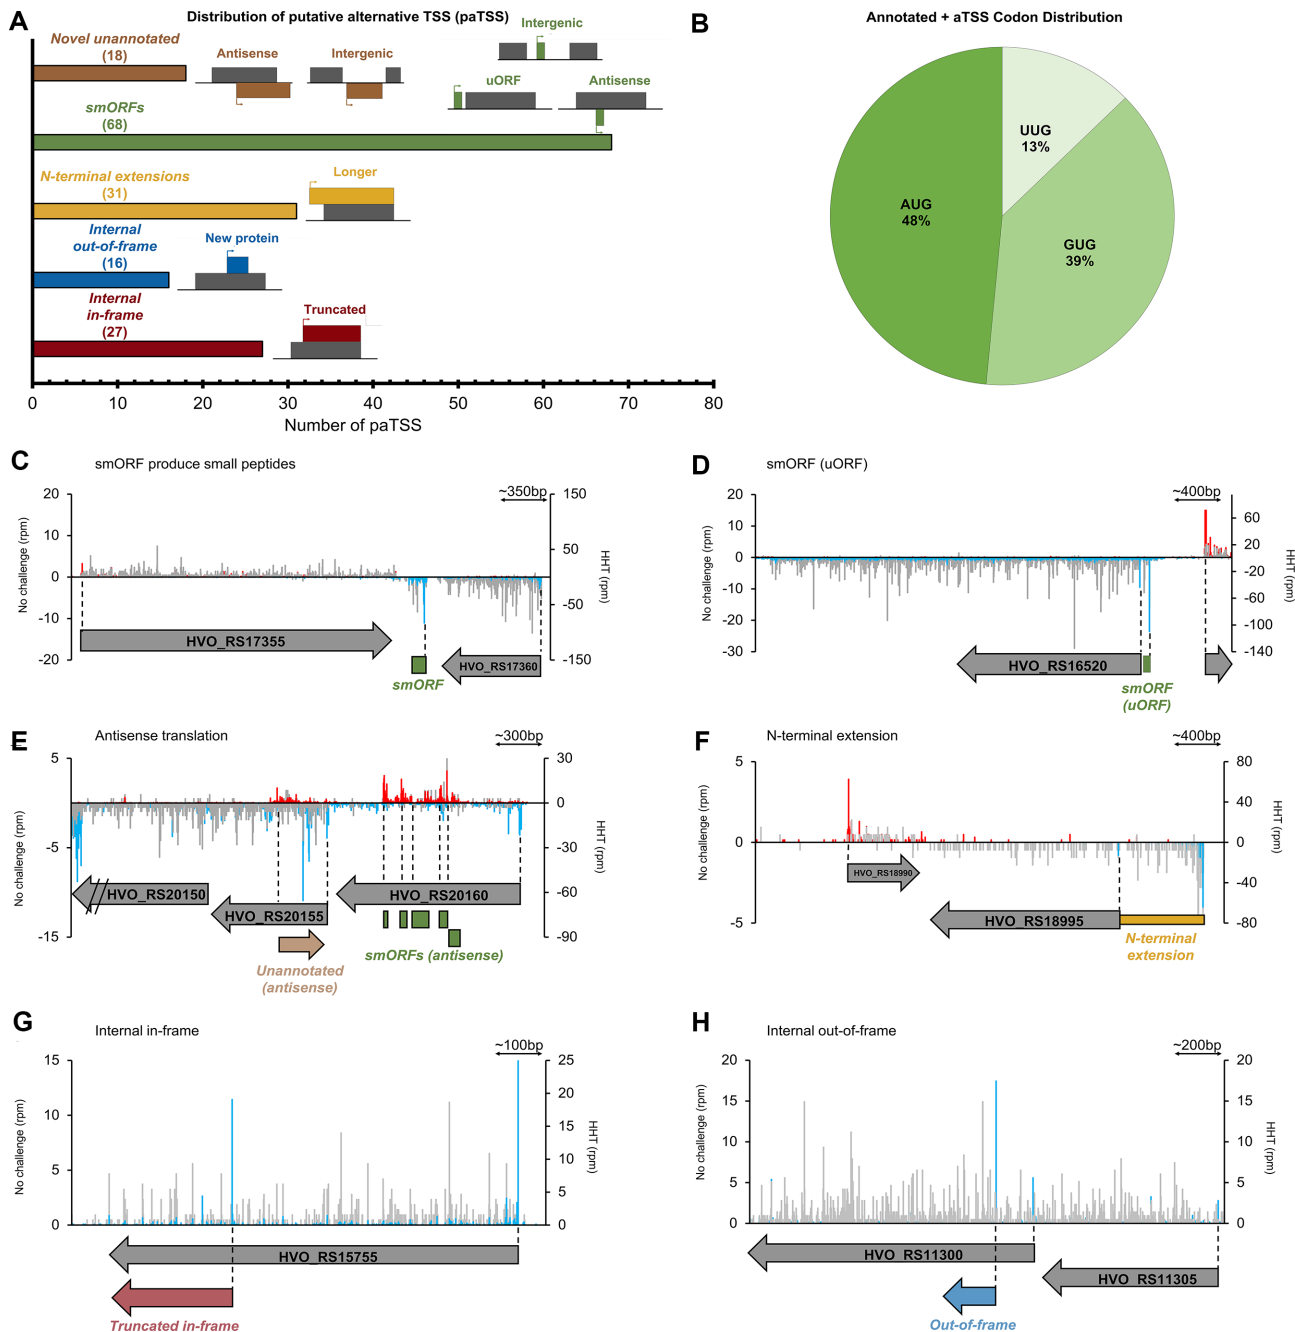 A
Distribution of putative alternative TSS (paTSS)
Novel unannotated
(18)
Antisense
Intergenic
Intergenic
uORF
Antisense
smORFs
(68)
N-terminal extensions
(31)
Longer
Internal
out-of-frame
(16)
New protein
Internal
in-frame
(27)
Truncated
0 10 20 30 40 50 60 70 80
Number of paTSS
B
Annotated + aTSS Codon Distribution
UUG
13%
AUG
48%
GUG
39%
C
smORF produce small peptides
~350bp
20
10
0
-10
-20
No challenge (rpm)
150
50
-50
-150
HHT (rpm)
HVO_RS17355
HVO_RS17360
smORF
D
smORF (uORF)
~400bp
20
10
0
-10
-20
-30
No challenge (rpm)
60
20
-20
-60
-100
-140
HHT (rpm)
HVO_RS16520
smORF
(uORF)
E
Antisense translation
~300bp
5
0
-5
-15
No challenge (rpm)
30
0
-30
-60
-90
HHT (rpm)
HVO_RS20150
HVO_RS20155
HVO_RS20160
smORFs (antisense)
Unannotated
(antisense)
F
N-terminal extension
~400bp
5
0
-5
No challenge (rpm)
80
40
0
-40
-80
HHT (rpm)
HVO_RS18990
HVO_RS18995
N-terminal
extension
G
Internal in-frame
~100bp
15
10
5
0
No challenge (rpm)
25
20
15
10
5
0
HHT (rpm)
HVO_RS15755
Truncated in-frame
H
Internal out-of-frame
~200bp
20
15
10
5
0
No challenge (rpm)
20
15
10
5
0
HHT (rpm)
HVO_RS11300
HVO_RS11305
Out-of-frame